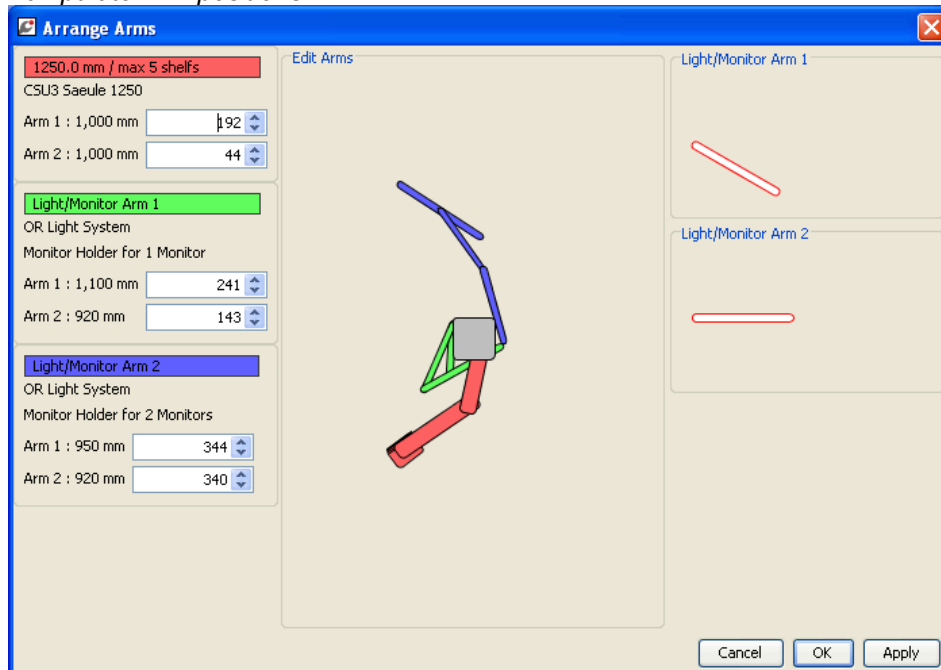 Arrange Arms
1250.0 mm / max 5 shelfs
CSU3 Saeule 1250
Arm 1 : 1,000 mm 192
Arm 2 : 1,000 mm 44
Light/Monitor Arm 1
OR Light System
Monitor Holder for 1 Monitor
Arm 1 : 1,100 mm 241
Arm 2 : 920 mm 143
Light/Monitor Arm 2
OR Light System
Monitor Holder for 2 Monitors
Arm 1 : 950 mm 344
Arm 2 : 920 mm 340
Edit Arms
Light/Monitor Arm 1
Light/Monitor Arm 2
Cancel OK Apply